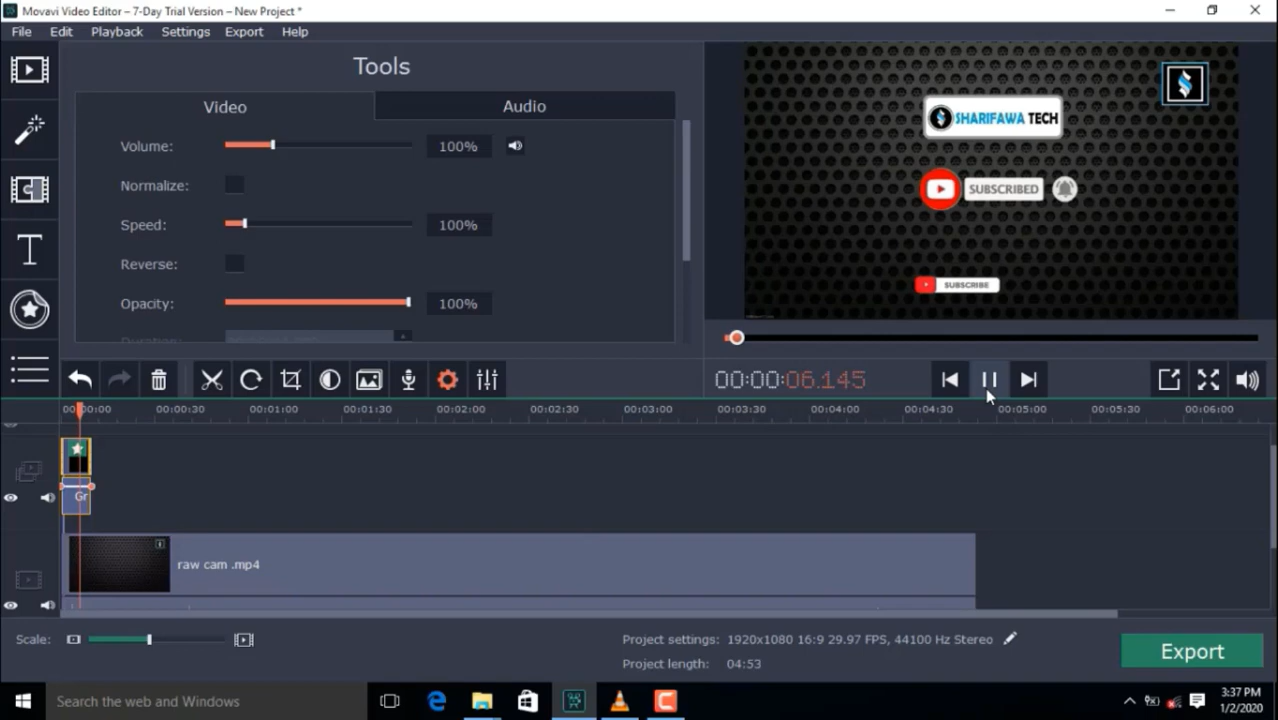 Movavi Video Editor – 7-Day Trial Version – New Project *
File Edit Playback Settings Export Help
Tools
Video Audio
Volume: 100%
Normalize:
Speed: 100%
Reverse:
Opacity: 100%
SHARIFAWA TECH
SUBSCRIBED
SUBSCRIBE
00:00:06.145
00:00:00 00:00:30 00:01:00 00:01:30 00:02:00 00:02:30 00:03:00 00:03:30 00:04:00 00:04:30 00:05:00 00:05:30 00:06:00
Gr
raw cam .mp4
Scale:
Project settings: 1920x1080 16:9 29.97 FPS, 44100 Hz Stereo
Project length: 04:53
Export
Search the web and Windows
3:37 PM
1/2/2020